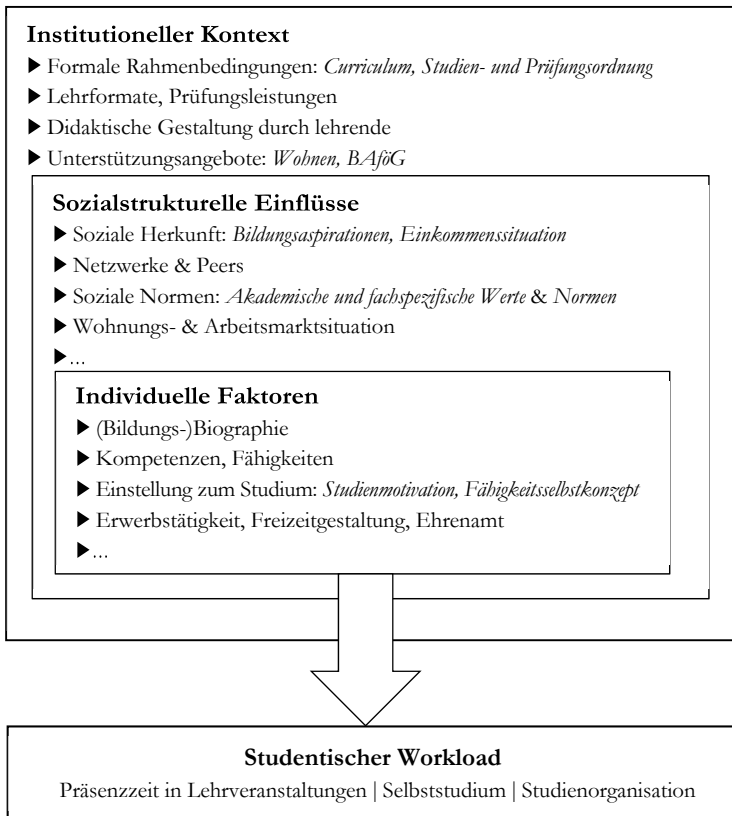 Institutioneller Kontext
▶ Formale Rahmenbedingungen: Curriculum, Studien- und Prüfungsordnung
▶ Lehrformate, Prüfungsleistungen
▶ Didaktische Gestaltung durch lehrende
▶ Unterstützungsangebote: Wohnen, BAföG
Sozialstrukturelle Einflüsse
▶ Soziale Herkunft: Bildungsaspirationen, Einkommenssituation
▶ Netzwerke & Peers
▶ Soziale Normen: Akademische und fachspezifische Werte & Normen
▶ Wohnungs- & Arbeitsmarktsituation
▶...
Individuelle Faktoren
▶ (Bildungs-)Biographie
▶ Kompetenzen, Fähigkeiten
▶ Einstellung zum Studium: Studienmotivation, Fähigkeitsselbstkonzept
▶ Erwerbstätigkeit, Freizeitgestaltung, Ehrenamt
▶...
Studentischer Workload
Präsenzzeit in Lehrveranstaltungen | Selbststudium | Studienorganisation